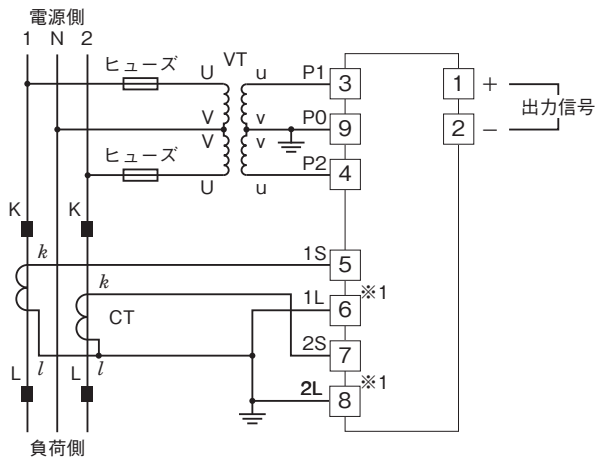 電源側
1 N 2
ヒューズ
VT
U u P1 3
1 +
出力信号
V v P0 9
2 −
V v
ヒューズ
U u P2 4
K K
k 1S 5
k 1L 6 ※1
CT
2S 7
l l
L L 2L 8 ※1
負荷側